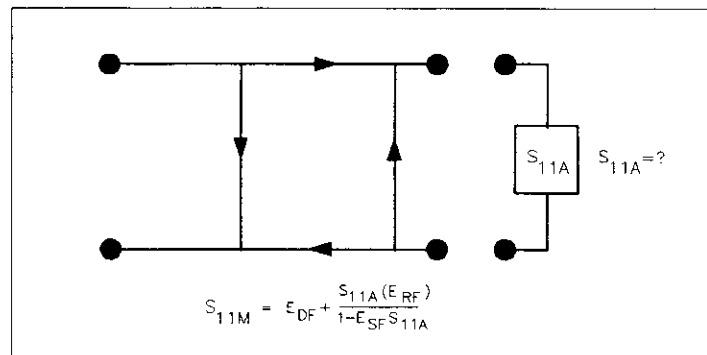 S11A S11A=?
S11M = EDF + S11A(ERF)/1-ESFS11A